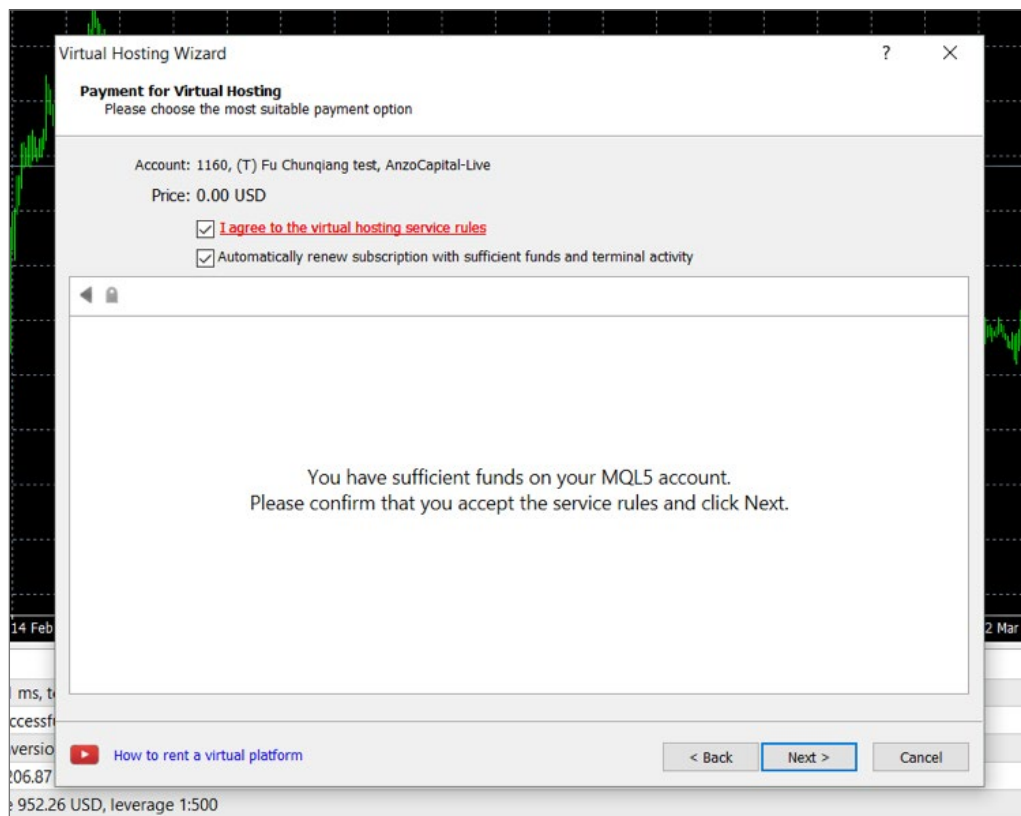 Virtual Hosting Wizard
?
Payment for Virtual Hosting
Please choose the most suitable payment option
Account: 1160, (T) Fu Chunqiang test, AnzoCapital-Live
Price: 0.00 USD
I agree to the virtual hosting service rules
Automatically renew subscription with sufficient funds and terminal activity
You have sufficient funds on your MQL5 account.
Please confirm that you accept the service rules and click Next.
14 Feb
2 Mar
ms, t
ccessf
versio
How to rent a virtual platform
< Back
Next >
Cancel
206.87
952.26 USD, leverage 1:500